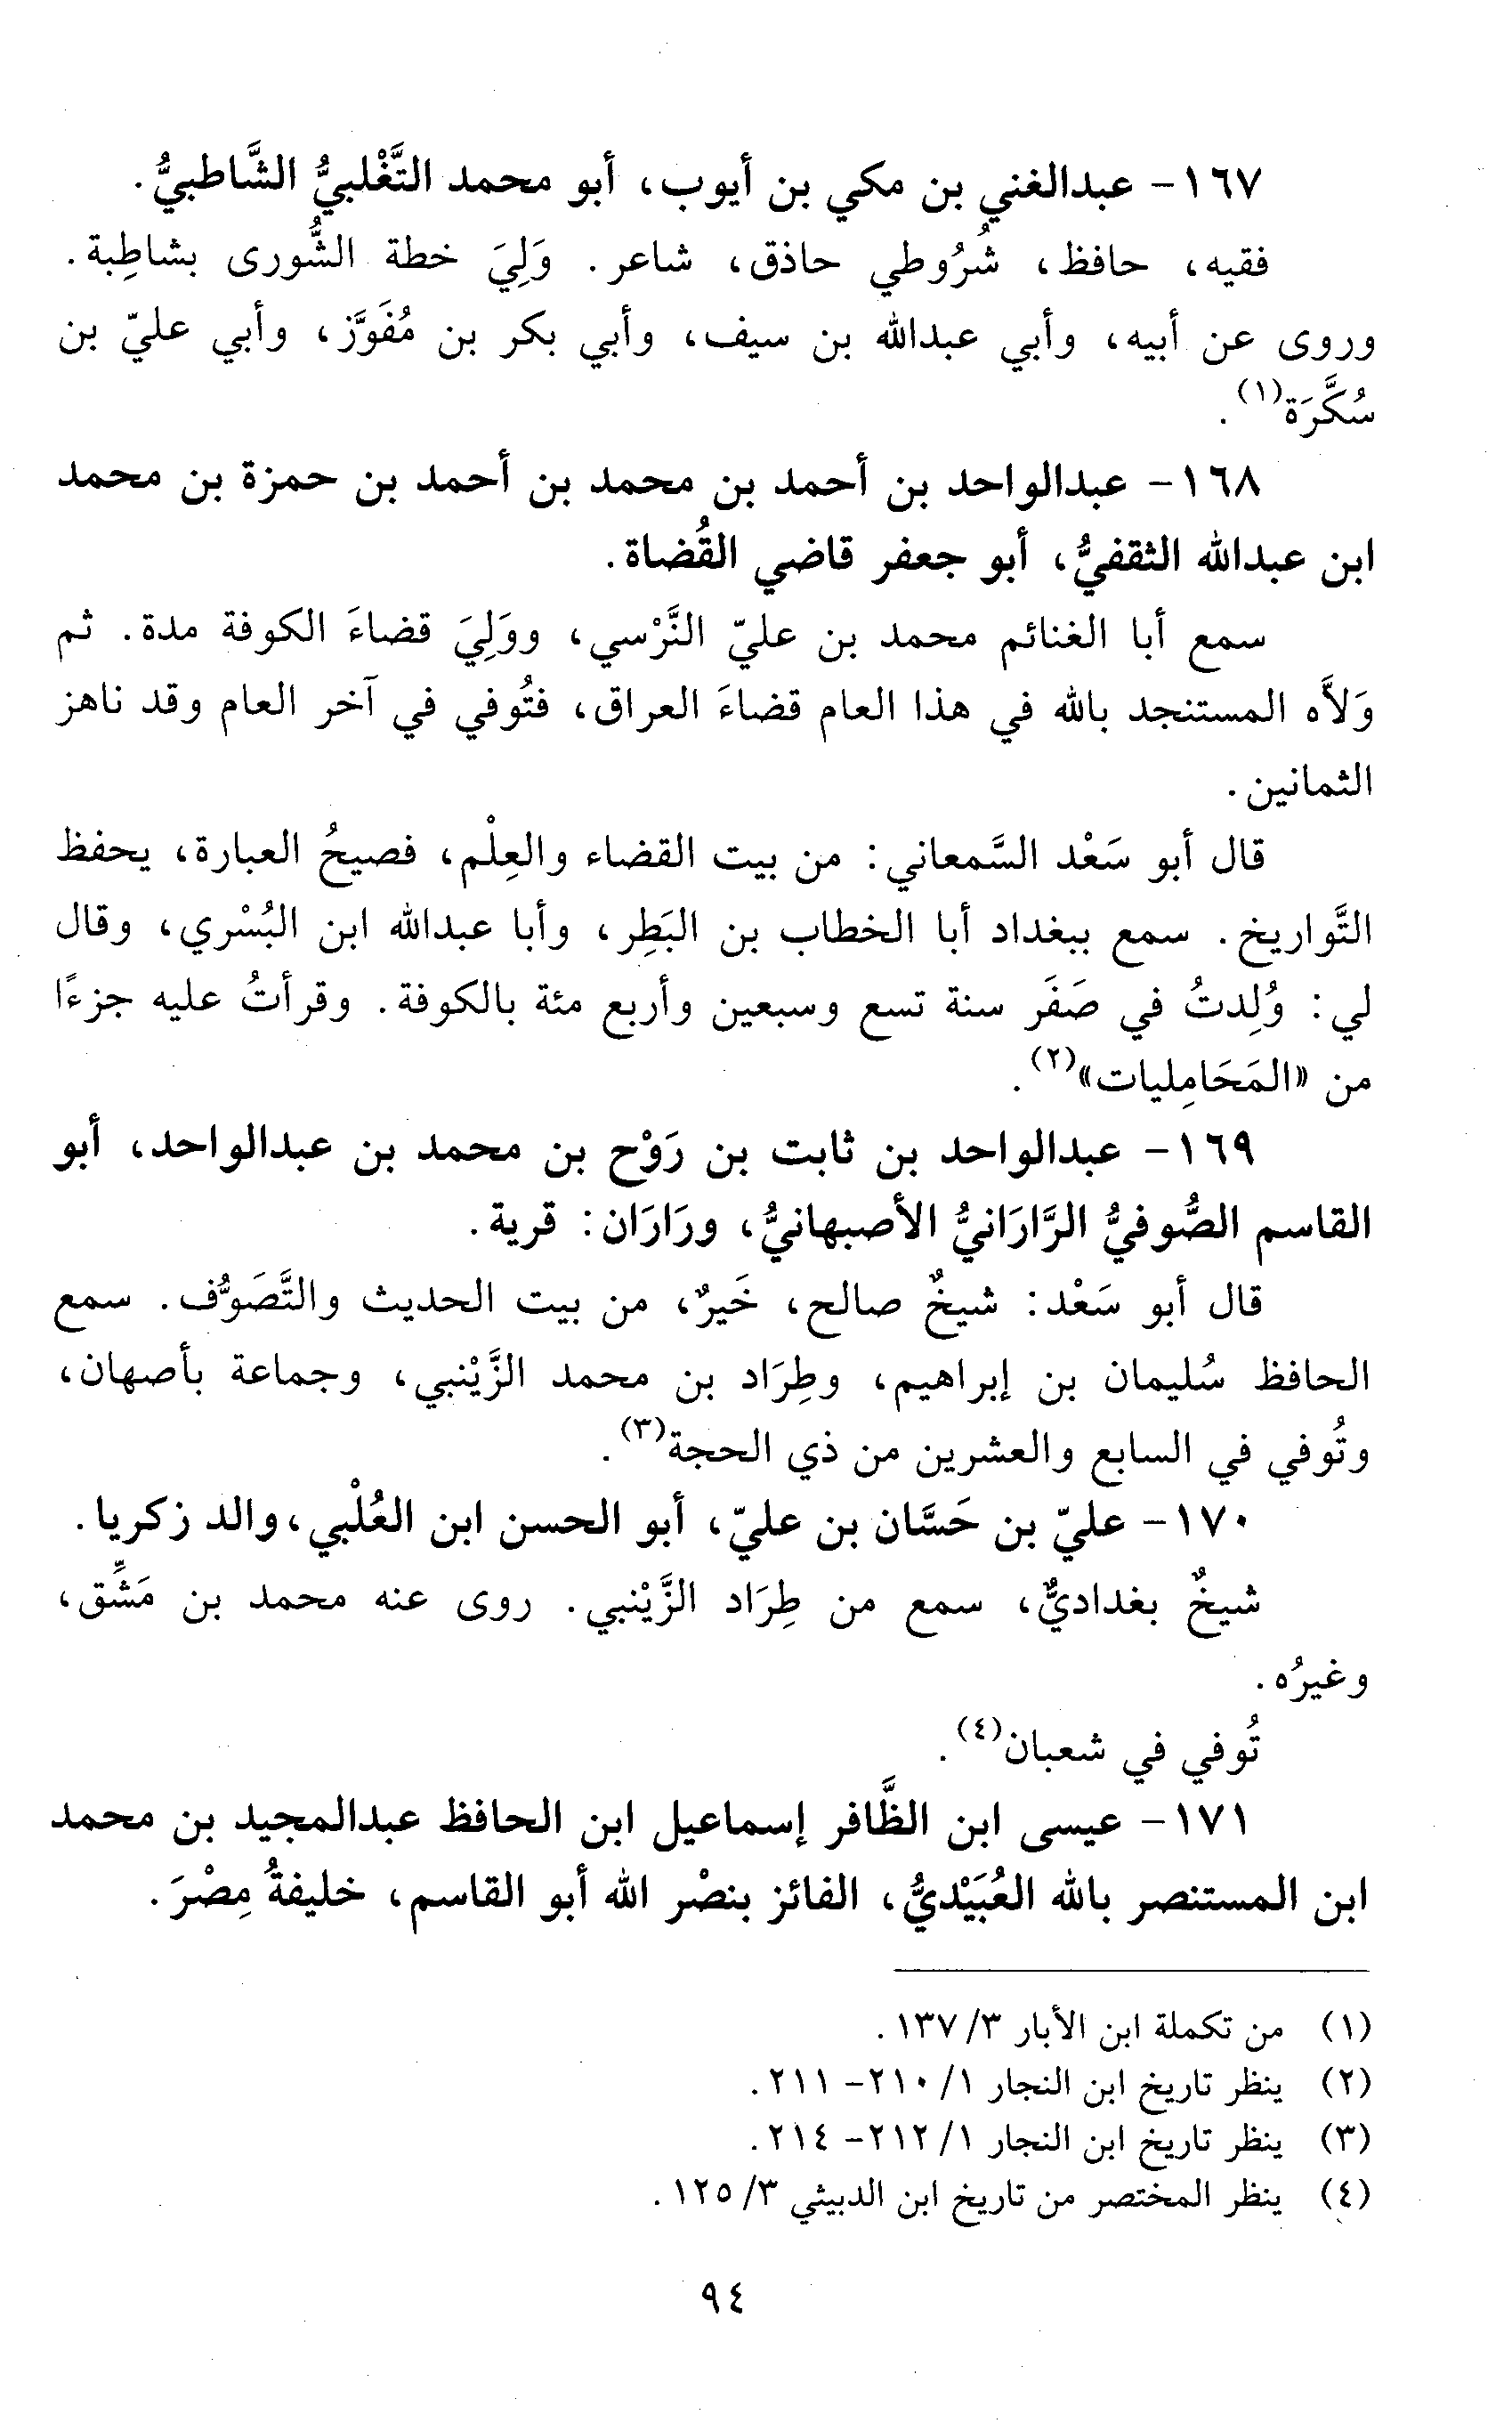 ١٦٧- عبدالغني بن مكي بن أيوب، أبو محمد التَّغْلبيُّ الشَّاطبيُّ.
فقيه، حافظ، شُرُوطي حاذق، شاعر. وَلِيَ خطة الشُّورى بشاطِبة.
وروى عن أبيه، وأبي عبدالله بن سيف، وأبي بكر بن مُفَوَّز، وأبي عليّ بن
سُكَّرَة(١).
١٦٨- عبدالواحد بن أحمد بن محمد بن أحمد بن حمزة بن محمد
ابن عبدالله الثقفيُّ، أبو جعفر قاضي القُضاة.
سمع أبا الغنائم محمد بن عليّ النَّرْسي، ووَلِيَ قضاءَ الكوفة مدة. ثم
وَلاَّه المستنجد بالله في هذا العام قضاءَ العراق، فتُوفي في آخر العام وقد ناهز
الثمانين.
قال أبو سَعْد السَّمعاني: من بيت القضاء والعِلْم، فصيحُ العبارة، يحفظ
التَّواريخ. سمع ببغداد أبا الخطاب بن البَطِر، وأبا عبدالله ابن البُسْري، وقال
لي: وُلِدتُ في صَفَر سنة تسع وسبعين وأربع مئة بالكوفة. وقرأتُ عليه جزءًا
من «المَحَامِليات»(٢).
١٦٩- عبدالواحد بن ثابت بن رَوْح بن محمد بن عبدالواحد، أبو
القاسم الصُّوفيُّ الرَّارَانيُّ الأصبهانيُّ، ورَارَان: قرية.
قال أبو سَعْد: شيخٌ صالح، خَيرٌ، من بيت الحديث والتَّصَوُّف. سمع
الحافظ سُليمان بن إبراهيم، وطِرَاد بن محمد الزَّيْنبي، وجماعة بأصهان،
وتُوفي في السابع والعشرين من ذي الحجة(٣).
١٧٠- عليّ بن حَسَّان بن عليّ، أبو الحسن ابن العُلْبي، والد زكريا.
شيخٌ بغداديٌّ، سمع من طِرَاد الزَّيْنبي. روى عنه محمد بن مَشِّق،
وغيرُه.
تُوفي في شعبان(٤).
١٧١- عيسى ابن الظَّافر إسماعيل ابن الحافظ عبدالمجيد بن محمد
ابن المستنصر بالله العُبَيْديُّ، الفائز بنصْر الله أبو القاسم، خليفةُ مِصْرَ.
(١) من تكملة ابن الأبار ٣/ ١٣٧.
(٢) ينظر تاريخ ابن النجار ١/ ٢١٠- ٢١١.
(٣) ينظر تاريخ ابن النجار ١/ ٢١٢- ٢١٤.
(٤) ينظر المختصر من تاريخ ابن الدبيثي ٣/ ١٢٥.
٩٤